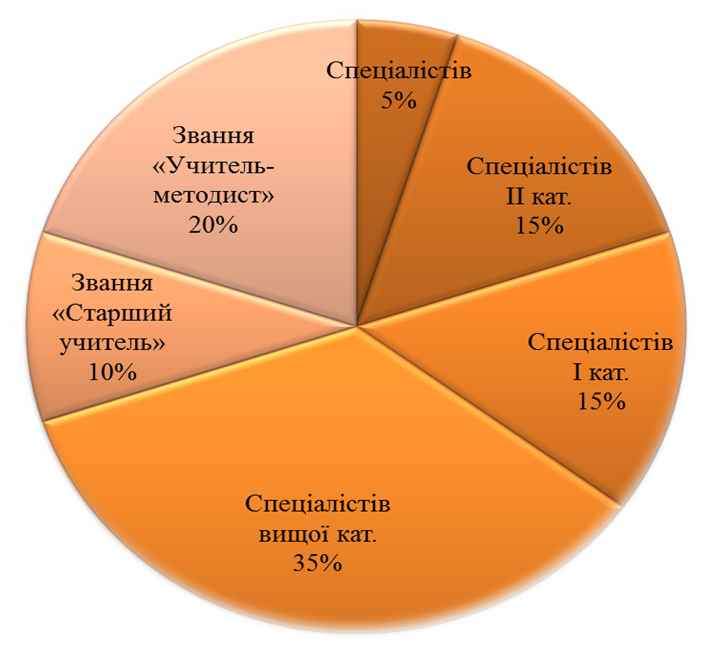 Спеціалістів
5%
Спеціалістів
ІІ кат.
15%
Спеціалістів
І кат.
15%
Спеціалістів
вищої кат.
35%
Звання
«Старший
учитель»
10%
Звання
«Учитель-
методист»
20%